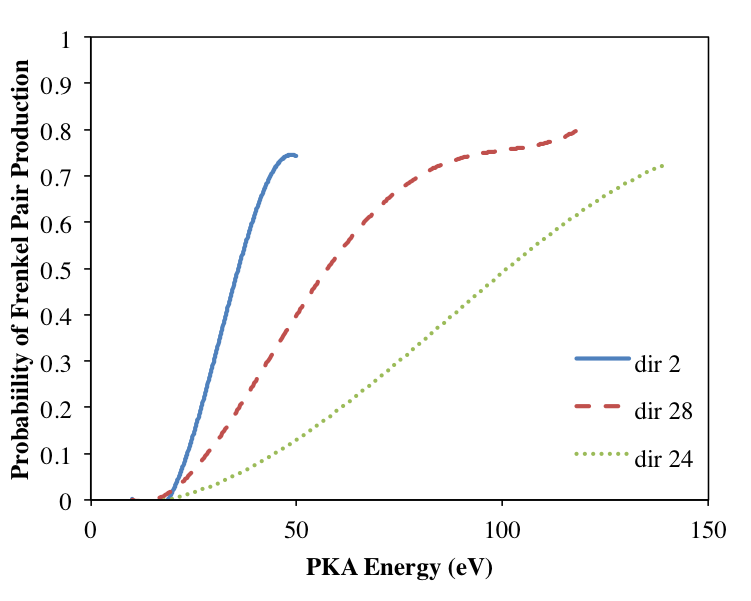 Probabiility of Frenkel Pair Production
1
0.9
0.8
0.7
0.6
0.5
0.4
0.3
0.2
0.1
0
0 50 100 150
PKA Energy (eV)
dir 2
dir 28
dir 24